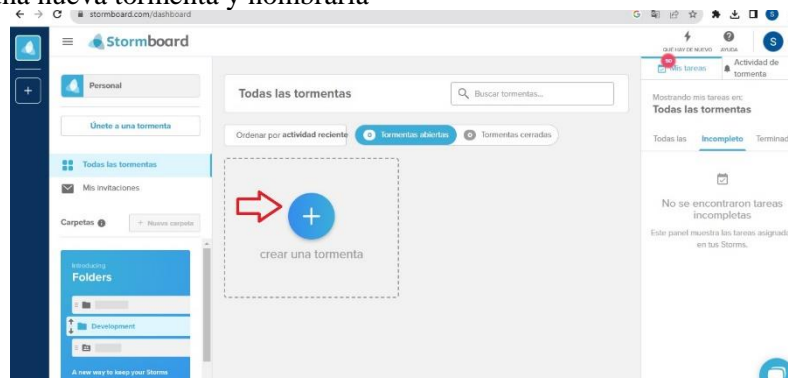 una nueva tormenta y nombrarla
stormboard.com/dashboard
Stormboard
QUÉ HAY DE NUEVO
AYUDA
S
Personal
Únete a una tormenta
Todas las tormentas
Mis invitaciones
Carpetas
+ Nuevo carpeta
Introducing
Folders
Development
A new way to keep your Storms
Todas las tormentas
Buscar tormentas...
Ordenar por actividad reciente
0 Tormentas abiertas
0 Tormentas cerradas
crear una tormenta
Mis tareas
Actividad de
tormenta
Mostrando mis tareas en:
Todas las tormentas
Todas las
Incompleto
Terminad
No se encontraron tareas
incompletas
Este panel muestra las tareas asignada
en tus Storms.